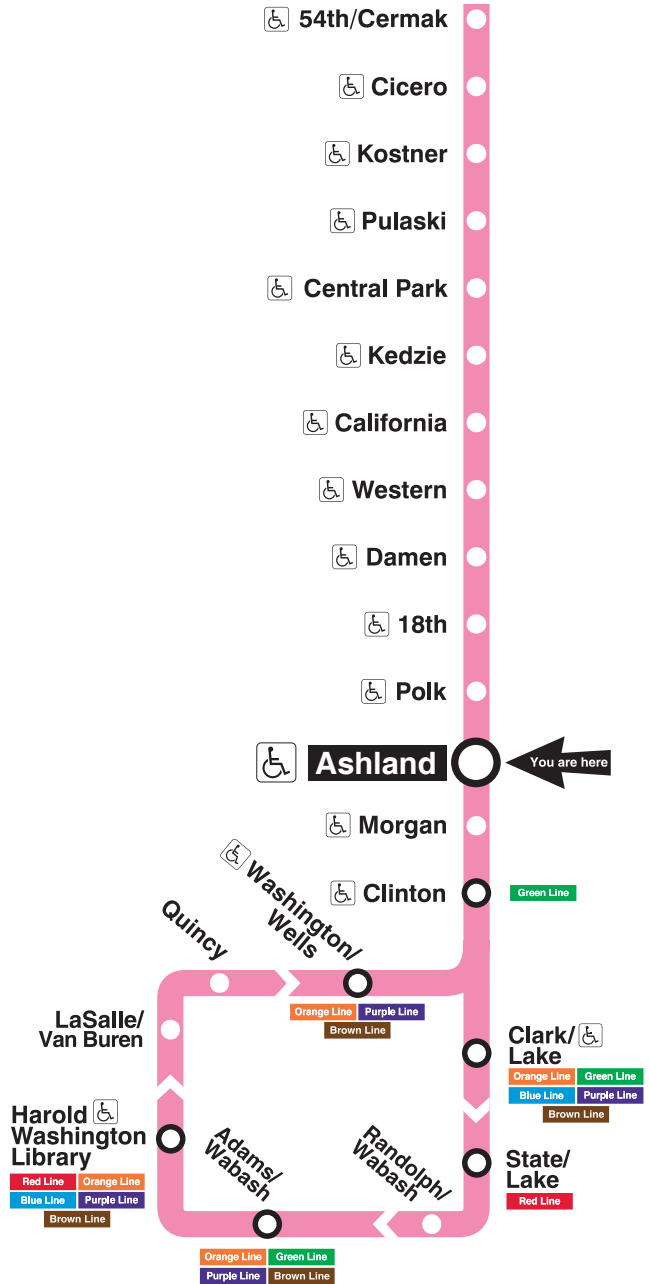 54th/Cermak
Cicero
Kostner
Pulaski
Central Park
Kedzie
California
Western
Damen
18th
Polk
Ashland
You are here
Morgan
Clinton
Green Line
Washington/
Wells
Orange Line
Purple Line
Brown Line
Quincy
LaSalle/
Van Buren
Clark/
Lake
Orange Line
Green Line
Blue Line
Purple Line
Brown Line
Harold
Washington
Library
Red Line
Orange Line
Blue Line
Purple Line
Brown Line
Adams/
Wabash
Orange Line
Green Line
Purple Line
Brown Line
Randolph/
Wabash
State/
Lake
Red Line